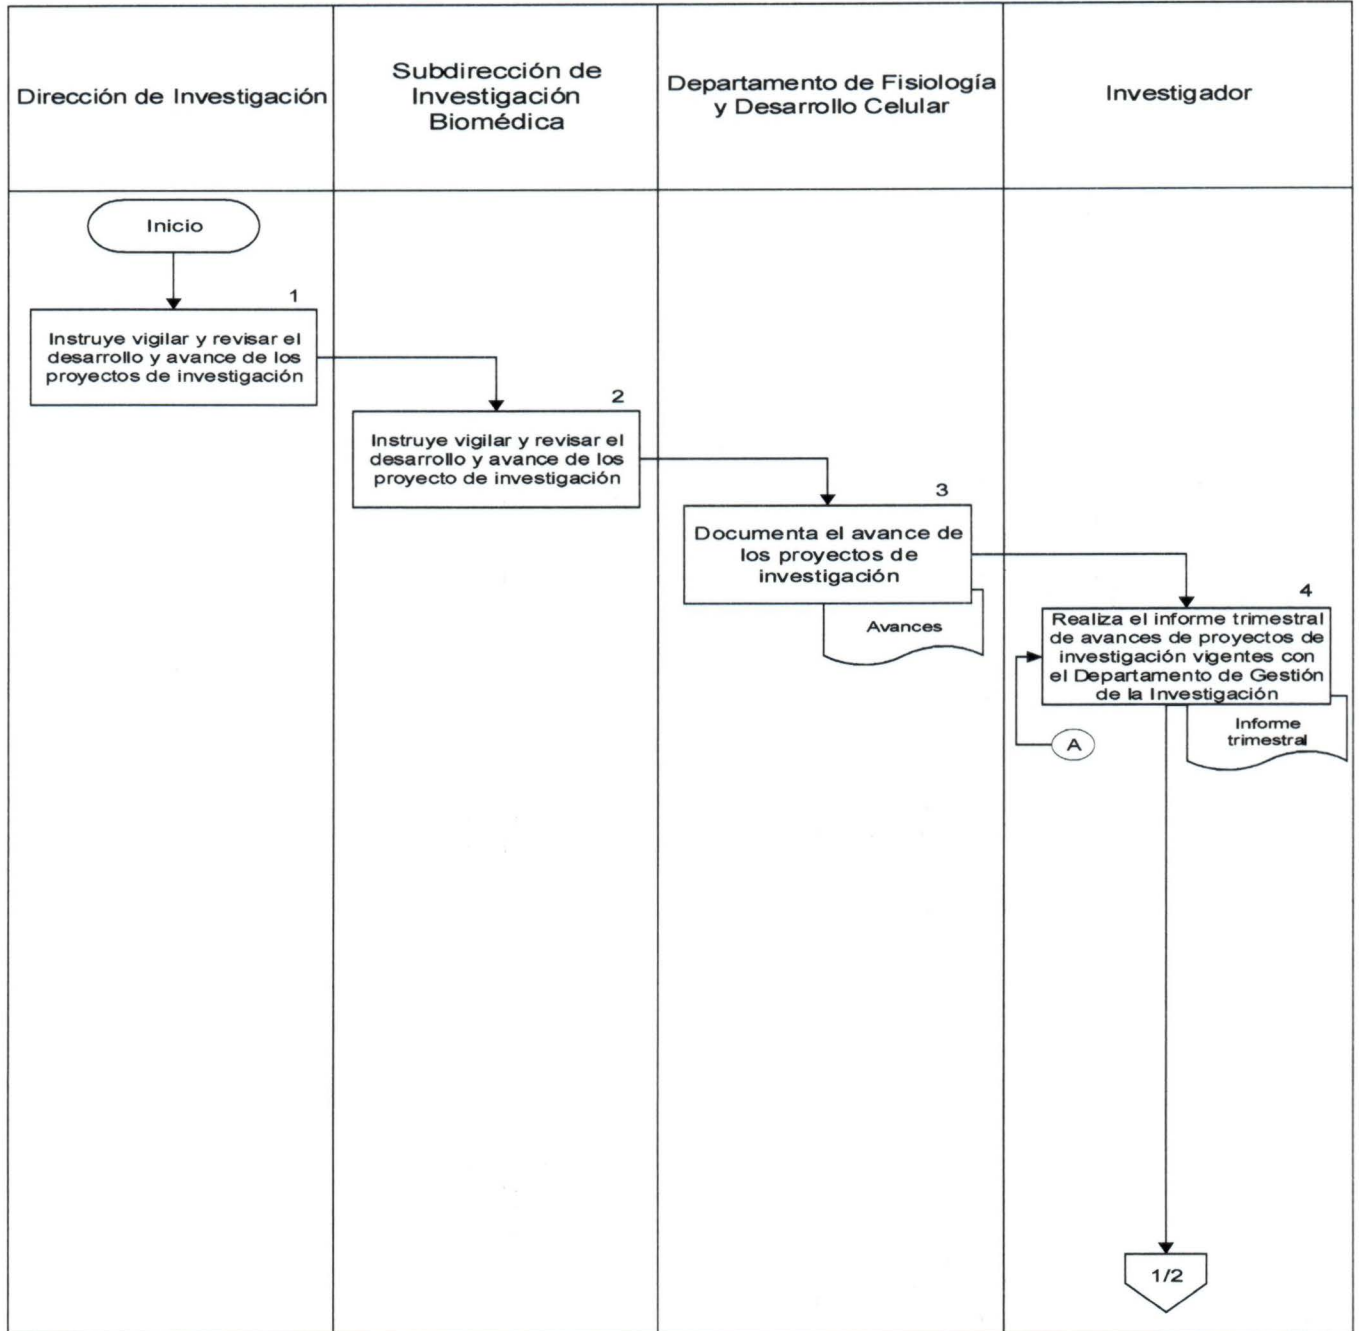 Dirección de Investigación
Subdirección de
Investigación
Biomédica
Departamento de Fisiología
y Desarrollo Celular
Investigador
Inicio
1
Instruye vigilar y revisar el
desarrollo y avance de los
proyectos de investigación
2
Instruye vigilar y revisar el
desarrollo y avance de los
proyecto de investigación
3
Documenta el avance de
los proyectos de
investigación
Avances
4
Realiza el informe trimestral
de avances de proyectos de
investigación vigentes con
el Departamento de Gestión
de la Investigación
Informe
trimestral
A
1/2